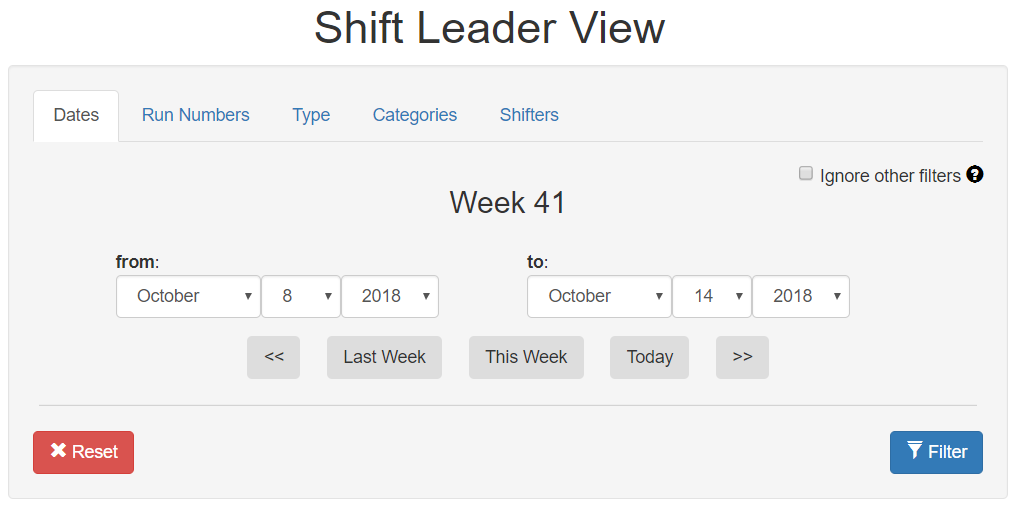 Shift Leader View
Dates Run Numbers Type Categories Shifters
Ignore other filters
Week 41
from: to:
October 8 2018 October 14 2018
<< Last Week This Week Today >>
Reset Filter